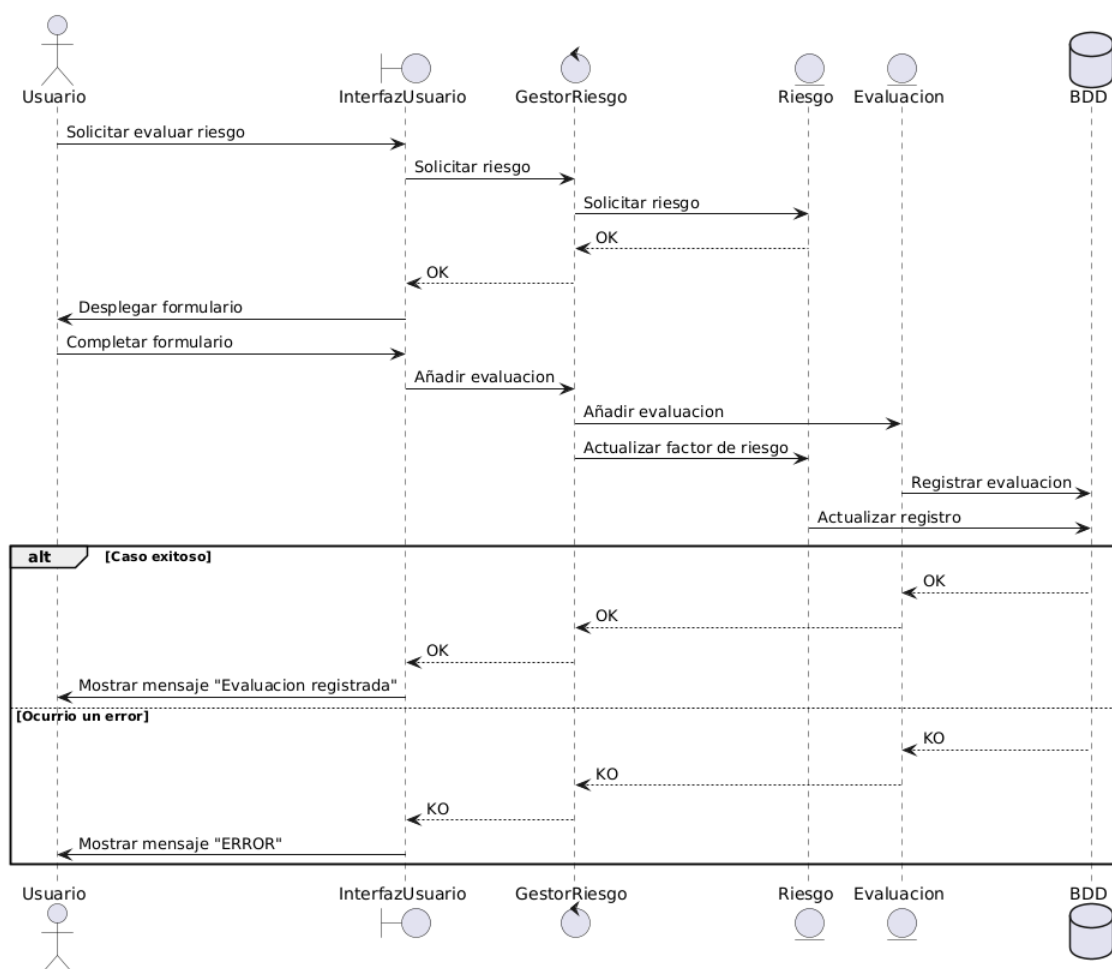 Usuario InterfazUsuario GestorRiesgo Riesgo Evaluacion BDD
Solicitar evaluar riesgo
Solicitar riesgo
Solicitar riesgo
OK
OK
Desplegar formulario
Completar formulario
Añadir evaluacion
Añadir evaluacion
Actualizar factor de riesgo
Registrar evaluacion
Actualizar registro
alt [Caso exitoso]
OK
OK
OK
Mostrar mensaje "Evaluacion registrada"
[Ocurrio un error]
KO
KO
KO
Mostrar mensaje "ERROR"
Usuario InterfazUsuario GestorRiesgo Riesgo Evaluacion BDD